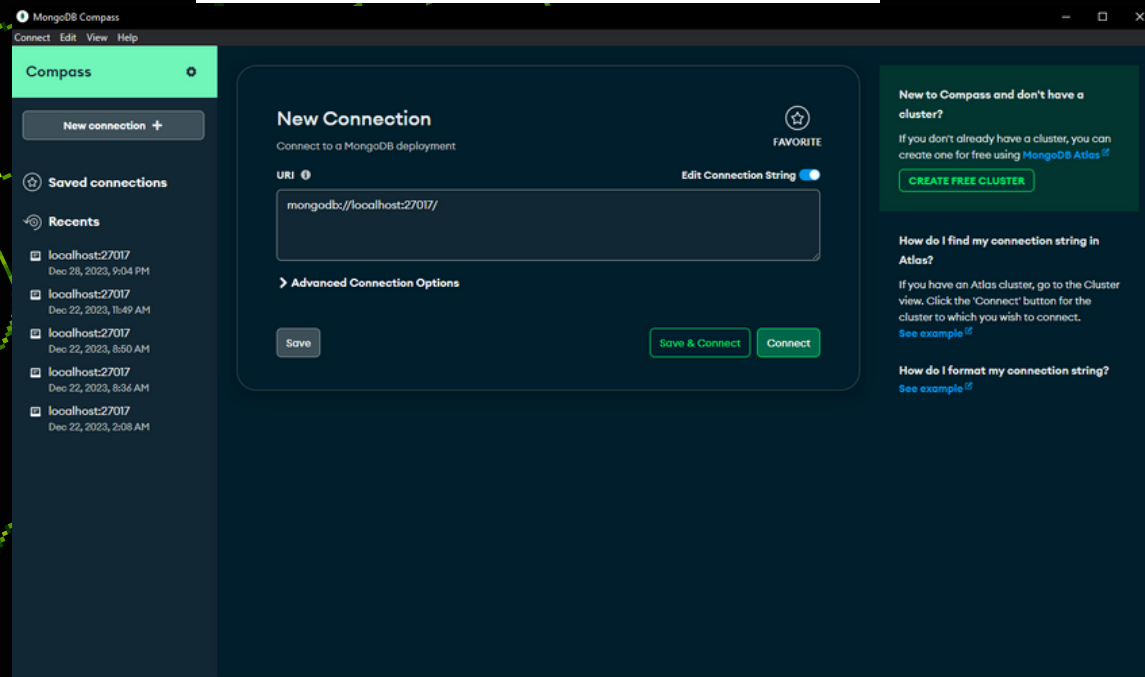 MongoDB Compass
Connect Edit View Help
Compass
New connection +
Saved connections
Recents
localhost:27017
Dec 28, 2023, 9:04 PM
localhost:27017
Dec 22, 2023, 11:49 AM
localhost:27017
Dec 22, 2023, 8:50 AM
localhost:27017
Dec 22, 2023, 8:36 AM
localhost:27017
Dec 22, 2023, 2:08 AM
New Connection
Connect to a MongoDB deployment
FAVORITE
URI
Edit Connection String
mongodb://localhost:27017/
Advanced Connection Options
Save
Save & Connect
Connect
New to Compass and don't have a
cluster?
If you don't already have a cluster, you can
create one for free using MongoDB Atlas
CREATE FREE CLUSTER
How do I find my connection string in
Atlas?
If you have an Atlas cluster, go to the Cluster
view. Click the 'Connect' button for the
cluster to which you wish to connect.
See example
How do I format my connection string?
See example